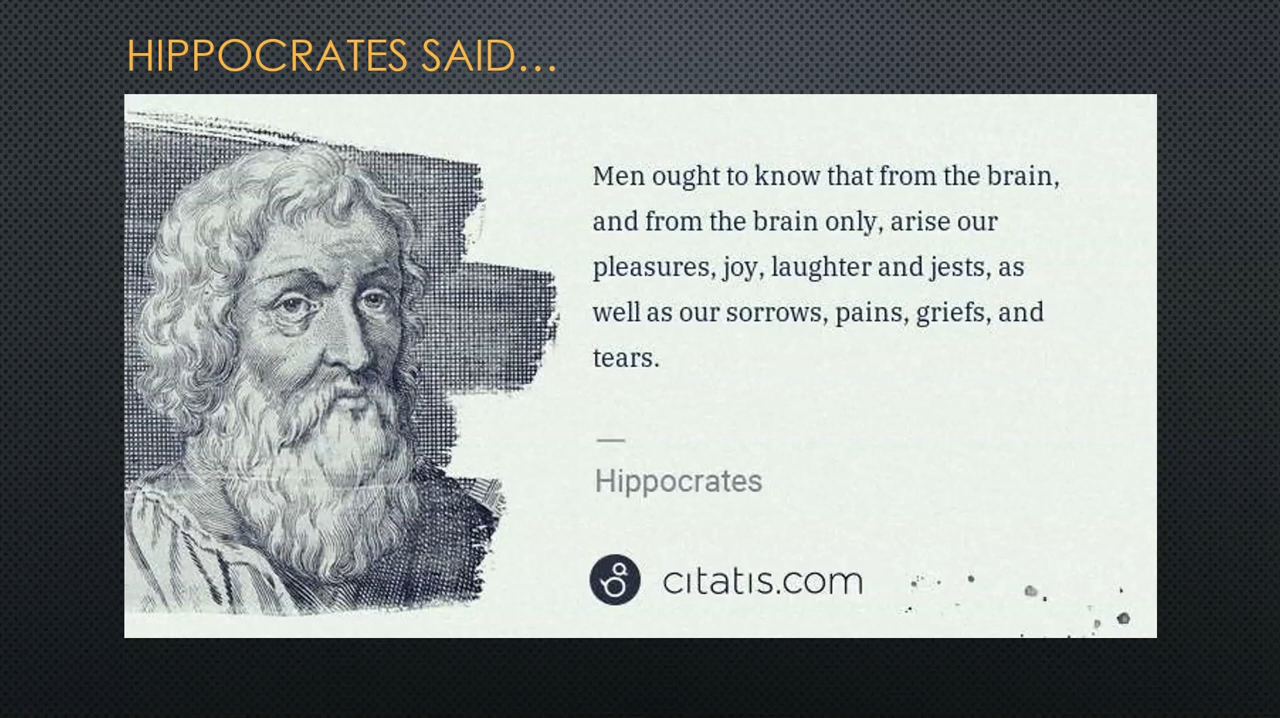 HIPPOCRATES SAID…
Men ought to know that from the brain,
and from the brain only, arise our
pleasures, joy, laughter and jests, as
well as our sorrows, pains, griefs, and
tears.
—
Hippocrates
citatis.com